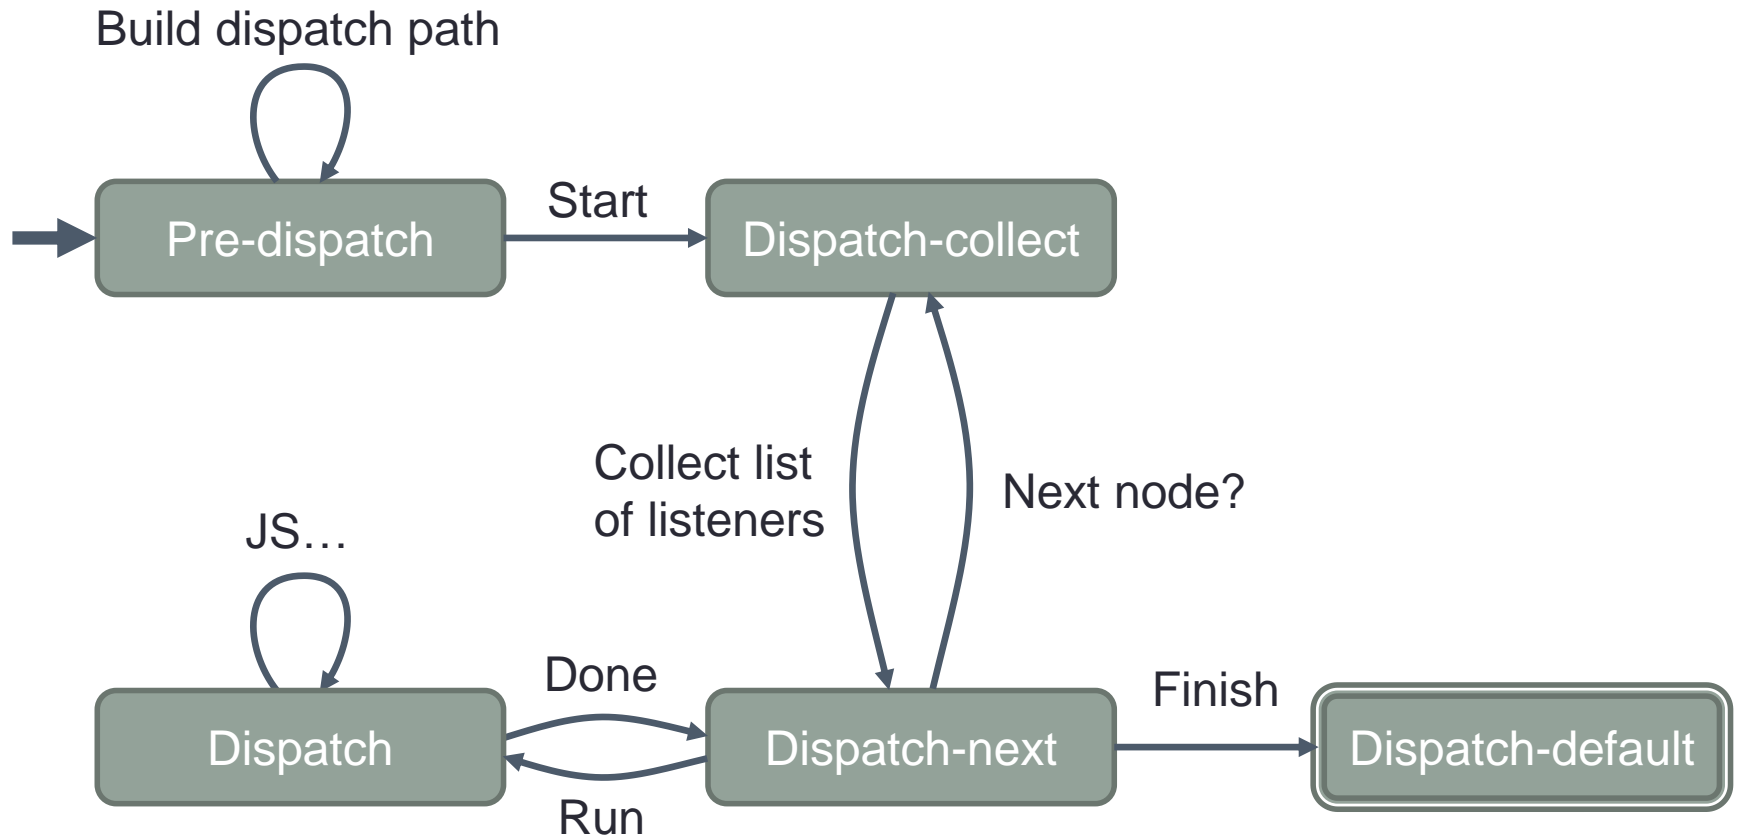 Build dispatch path
Start
Pre-dispatch
Dispatch-collect
Collect list
of listeners
Next node?
JS…
Done
Finish
Dispatch
Dispatch-next
Dispatch-default
Run